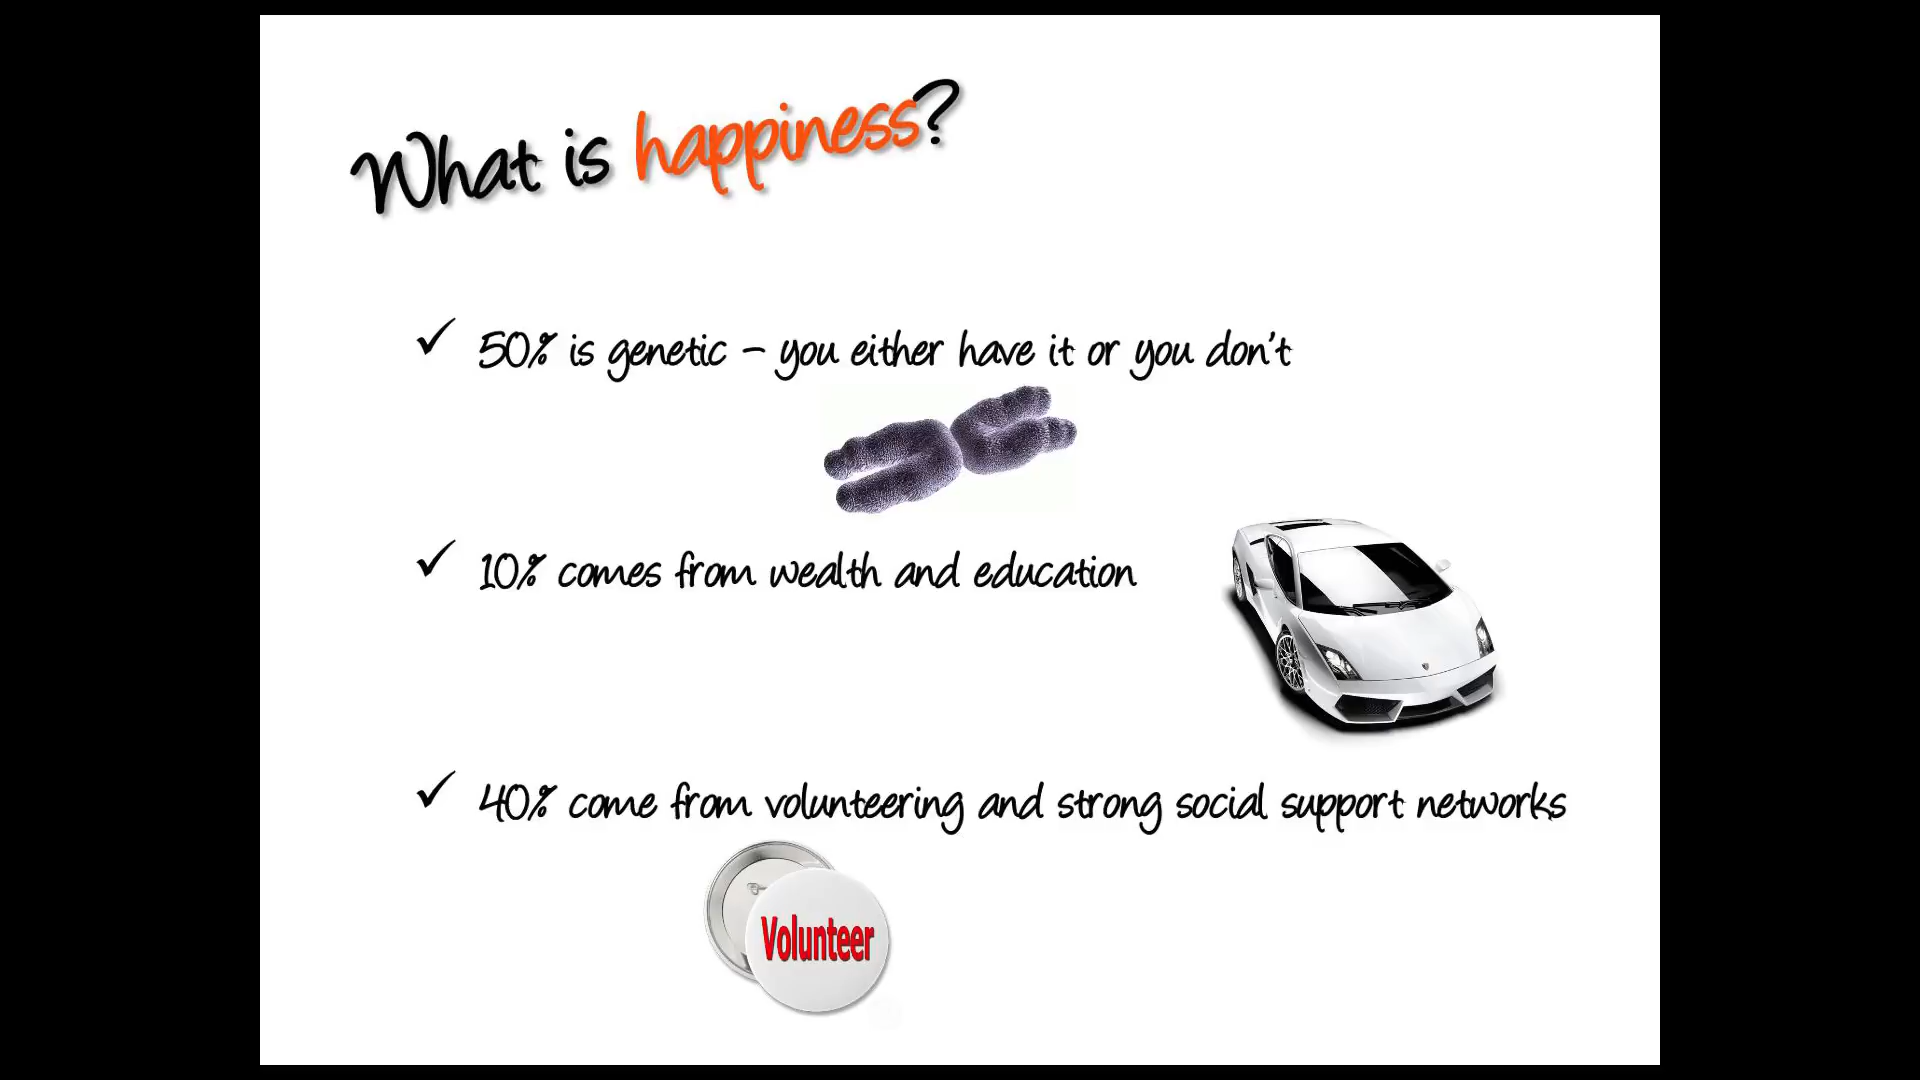 What is happiness?
✓ 50% is genetic – you either have it or you don't
✓ 10% comes from wealth and education
✓ 40% come from volunteering and strong social support networks
Volunteer